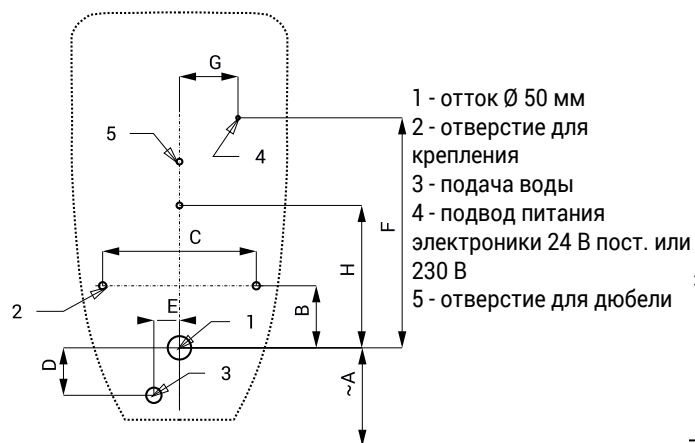 G
5
4
F
C
H
2
E
B
1
D
3
~A
1 - отток Ø 50 мм
2 - отверстие для
крепления
3 - подача воды
4 - подвод питания
электроники 24 В пост. или
230 В
5 - отверстие для дюбели